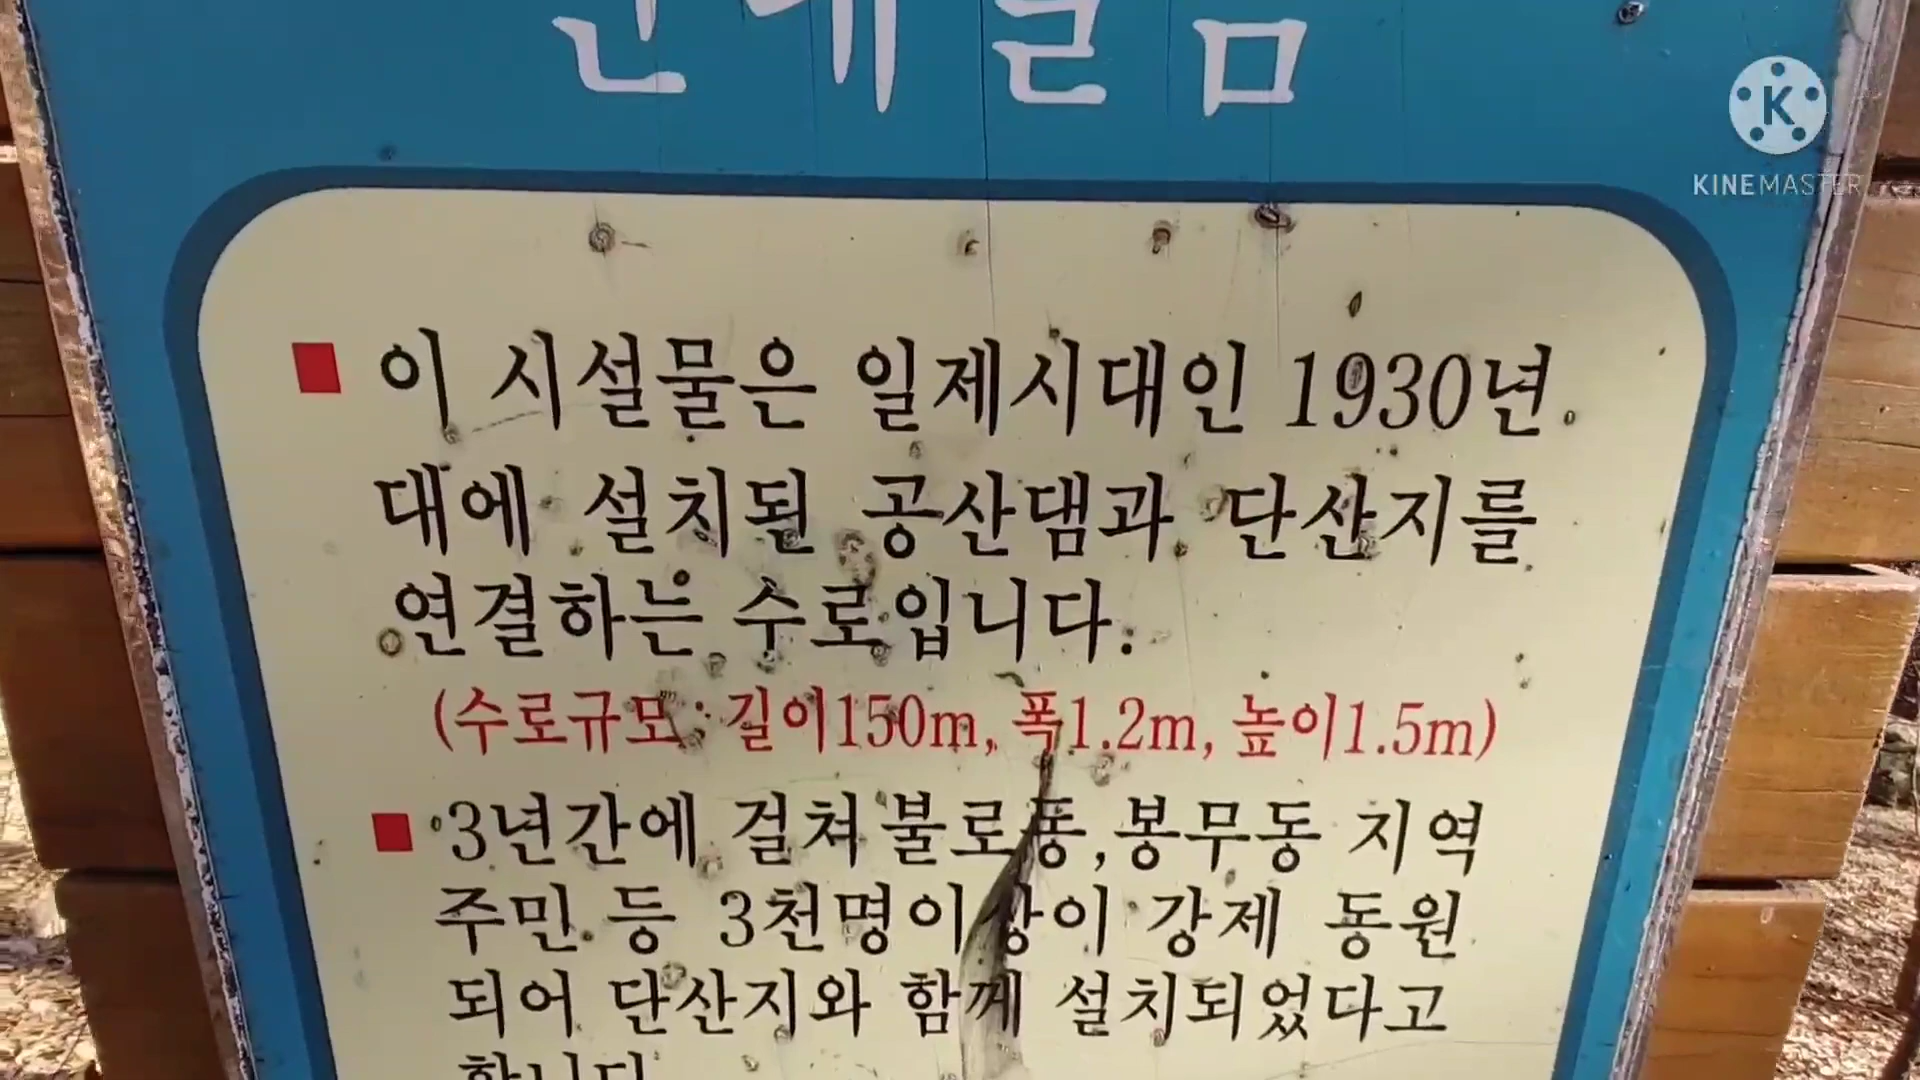 KINEMASTER
■ 이 시설물은 일제시대인 1930년
대에 설치된 공산댐과 단산지를
연결하는 수로입니다.
(수로규모 : 길이150m, 폭1.2m, 높이1.5m)
■ 3년간에 걸쳐 불로동,봉무동 지역
주민 등 3천명이상이 강제 동원
되어 단산지와 함께 설치되었다고
합니다